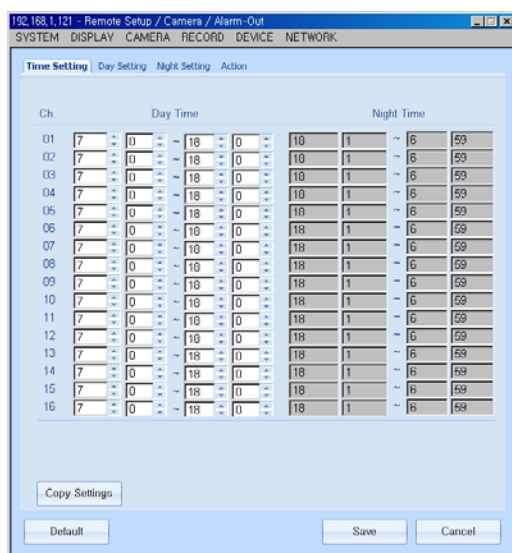 192,168,1,121 - Remote Setup / Camera / Alarm-Out
SYSTEM DISPLAY CAMERA RECORD DEVICE NETWORK
Time Setting Day Setting Night Setting Action
Ch. Day Time Night Time
01 7 0 ~ 18 0 18 1 ~ 6 59
02 7 0 ~ 18 0 18 1 ~ 6 59
03 7 0 ~ 18 0 18 1 ~ 6 59
04 7 0 ~ 18 0 18 1 ~ 6 59
05 7 0 ~ 18 0 18 1 ~ 6 59
06 7 0 ~ 18 0 18 1 ~ 6 59
07 7 0 ~ 18 0 18 1 ~ 6 59
08 7 0 ~ 18 0 18 1 ~ 6 59
09 7 0 ~ 18 0 18 1 ~ 6 59
10 7 0 ~ 18 0 18 1 ~ 6 59
11 7 0 ~ 18 0 18 1 ~ 6 59
12 7 0 ~ 18 0 18 1 ~ 6 59
13 7 0 ~ 18 0 18 1 ~ 6 59
14 7 0 ~ 18 0 18 1 ~ 6 59
15 7 0 ~ 18 0 18 1 ~ 6 59
16 7 0 ~ 18 0 18 1 ~ 6 59
Copy Settings
Default Save Cancel